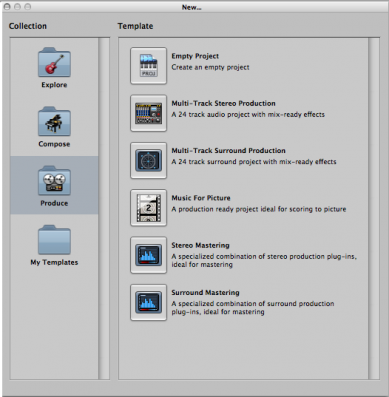 New...
Collection
Template
Explore
Compose
Produce
My Templates
PROJ
Empty Project
Create an empty project
Multi-Track Stereo Production
A 24 track audio project with mix-ready effects
Multi-Track Surround Production
A 24 track surround project with mix-ready effects
2
Music For Picture
A production ready project ideal for scoring to picture
Stereo Mastering
A specialized combination of stereo production plug-ins,
ideal for mastering
Surround Mastering
A specialized combination of surround production
plug-ins, ideal for mastering